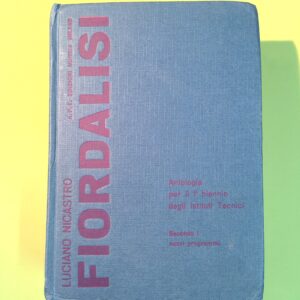 LUCIANO NICASTRO
FIORDALISI
Antologia
per il 1° biennio
degli Istituti Tecnici
Secondo i
nuovi programmi